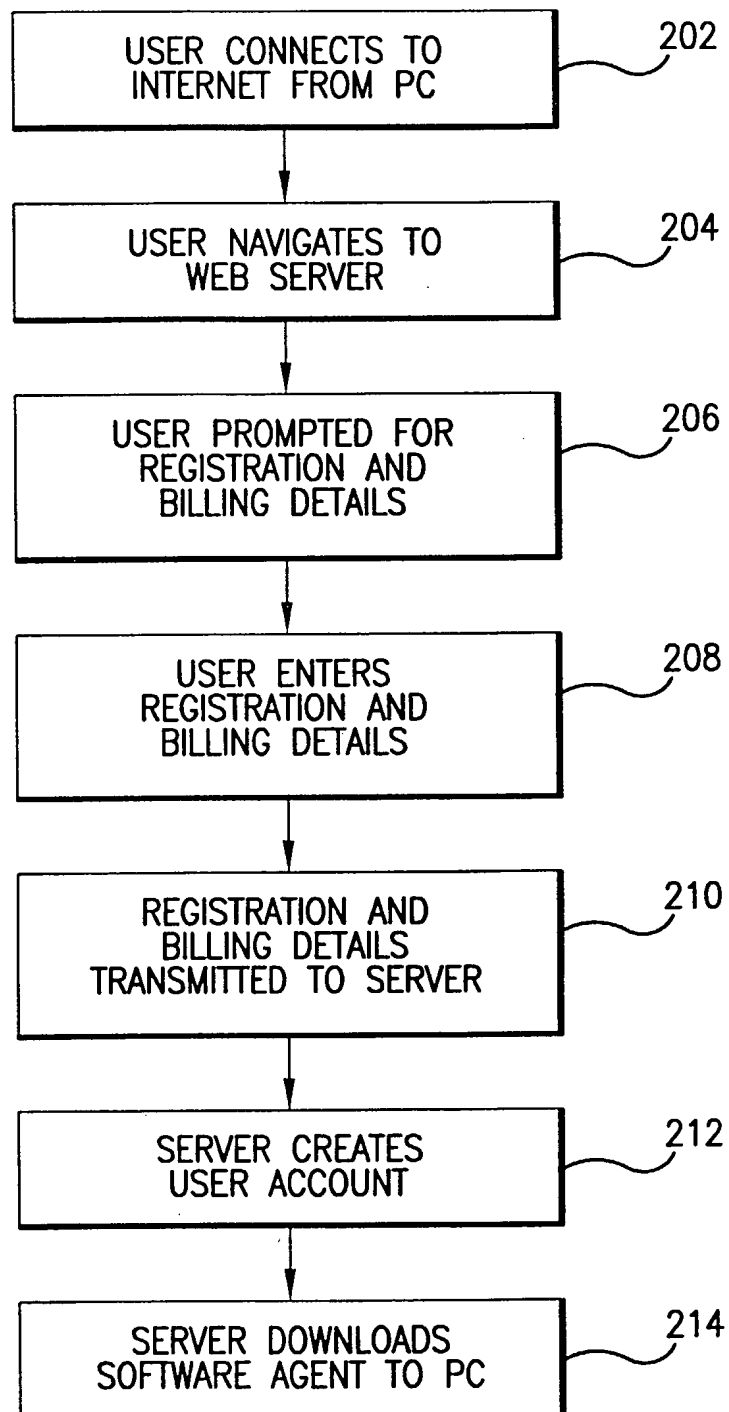 USER CONNECTS TO
INTERNET FROM PC
202
USER NAVIGATES TO
WEB SERVER
204
USER PROMPTED FOR
REGISTRATION AND
BILLING DETAILS
206
USER ENTERS
REGISTRATION AND
BILLING DETAILS
208
REGISTRATION AND
BILLING DETAILS
TRANSMITTED TO SERVER
210
SERVER CREATES
USER ACCOUNT
212
SERVER DOWNLOADS
SOFTWARE AGENT TO PC
214